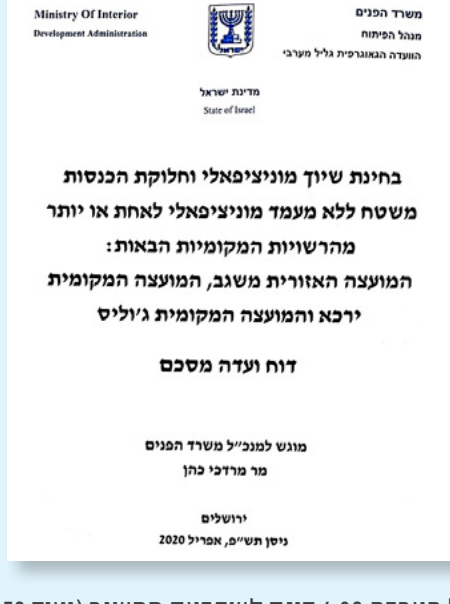 Ministry Of Interior
Development Administration
משרד הפנים
מנהל הפיתוח
הוועדה הגאוגרפית גליל מערבי
מדינת ישראל
State of Israel
בחינת שיוך מוניציפאלי וחלוקת הכנסות
משטח ללא מעמד מוניציפאלי לאחת או יותר
מהרשויות המקומיות הבאות:
המועצה האזורית משגב, המועצה המקומית
ירכא והמועצה המקומית ג'וליס
דוח ועדה מסכם
מוגש למנכ"ל משרד הפנים
מר מרדכי כהן
ירושלים
ניסן תש"פ, אפריל 2020